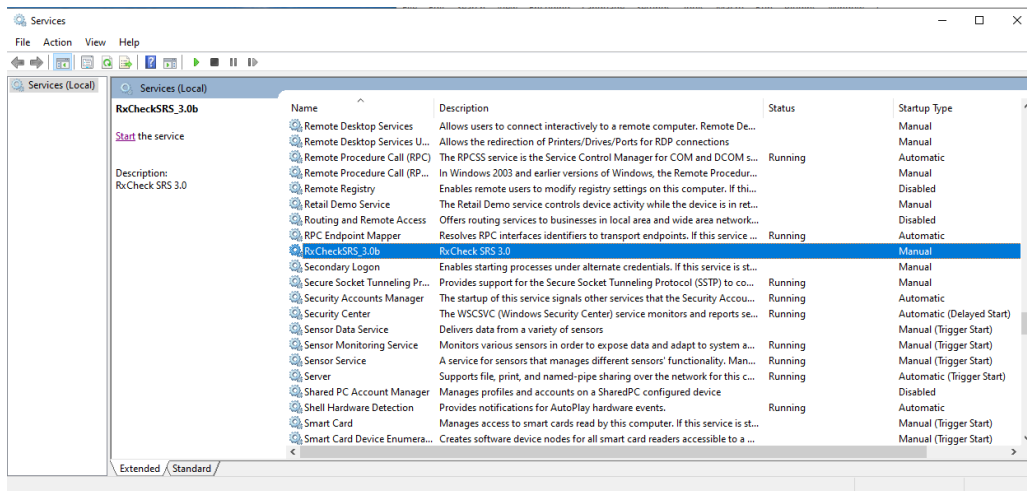 Services
File Action View Help
Services (Local)
Services (Local)
RxCheckSRS_3.0b
Start the service
Description:
RxCheck SRS 3.0
Name Description Status Startup Type
Remote Desktop Services Allows users to connect interactively to a remote computer. Remote De... Manual
Remote Desktop Services U... Allows the redirection of Printers/Drives/Ports for RDP connections Manual
Remote Procedure Call (RPC) The RPCSS service is the Service Control Manager for COM and DCOM s... Running Automatic
Remote Procedure Call (RP... In Windows 2003 and earlier versions of Windows, the Remote Procedur... Manual
Remote Registry Enables remote users to modify registry settings on this computer. If thi... Disabled
Retail Demo Service The Retail Demo service controls device activity while the device is in ret... Manual
Routing and Remote Access Offers routing services to businesses in local area and wide area network... Disabled
RPC Endpoint Mapper Resolves RPC interfaces identifiers to transport endpoints. If this service ... Running Automatic
RxCheckSRS_3.0b RxCheck SRS 3.0 Manual
Secondary Logon Enables starting processes under alternate credentials. If this service is st... Manual
Secure Socket Tunneling Pr... Provides support for the Secure Socket Tunneling Protocol (SSTP) to co... Running Manual
Security Accounts Manager The startup of this service signals other services that the Security Accou... Running Automatic
Security Center The WSCSVC (Windows Security Center) service monitors and reports se... Running Automatic (Delayed Start)
Sensor Data Service Delivers data from a variety of sensors Manual (Trigger Start)
Sensor Monitoring Service Monitors various sensors in order to expose data and adapt to system a... Running Manual (Trigger Start)
Sensor Service A service for sensors that manages different sensors' functionality. Man... Running Manual (Trigger Start)
Server Supports file, print, and named-pipe sharing over the network for this c... Running Automatic (Trigger Start)
Shared PC Account Manager Manages profiles and accounts on a SharedPC configured device Disabled
Shell Hardware Detection Provides notifications for AutoPlay hardware events. Running Automatic
Smart Card Manages access to smart cards read by this computer. If this service is st... Manual (Trigger Start)
Smart Card Device Enumera... Creates software device nodes for all smart card readers accessible to a ... Manual (Trigger Start)
Extended Standard